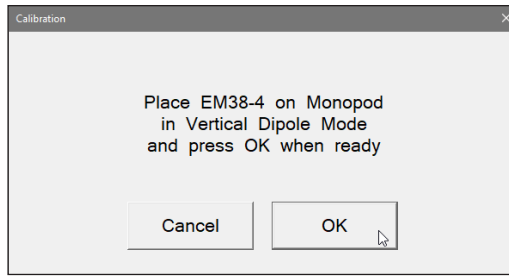 Calibration
Place EM38-4 on Monopod
in Vertical Dipole Mode
and press OK when ready
Cancel OK